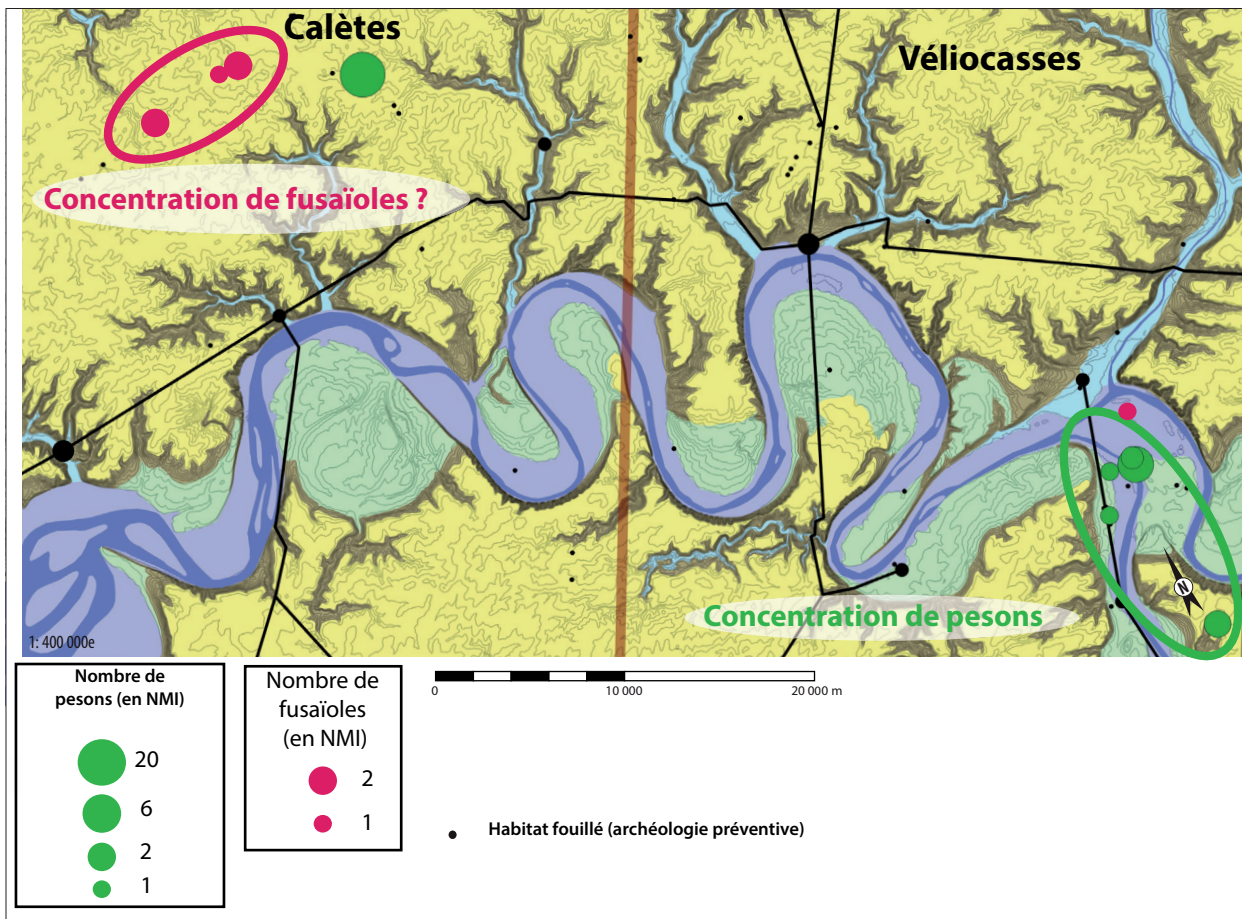 Calètes
Véliocasses
Concentration de fusaïoles ?
Concentration de pesons
N
1: 400 000e
Nombre de
pesons (en NMI)
20
6
2
1
Nombre de
fusaïoles
(en NMI)
2
1
0
10 000
20 000 m
Habitat fouillé (archéologie préventive)